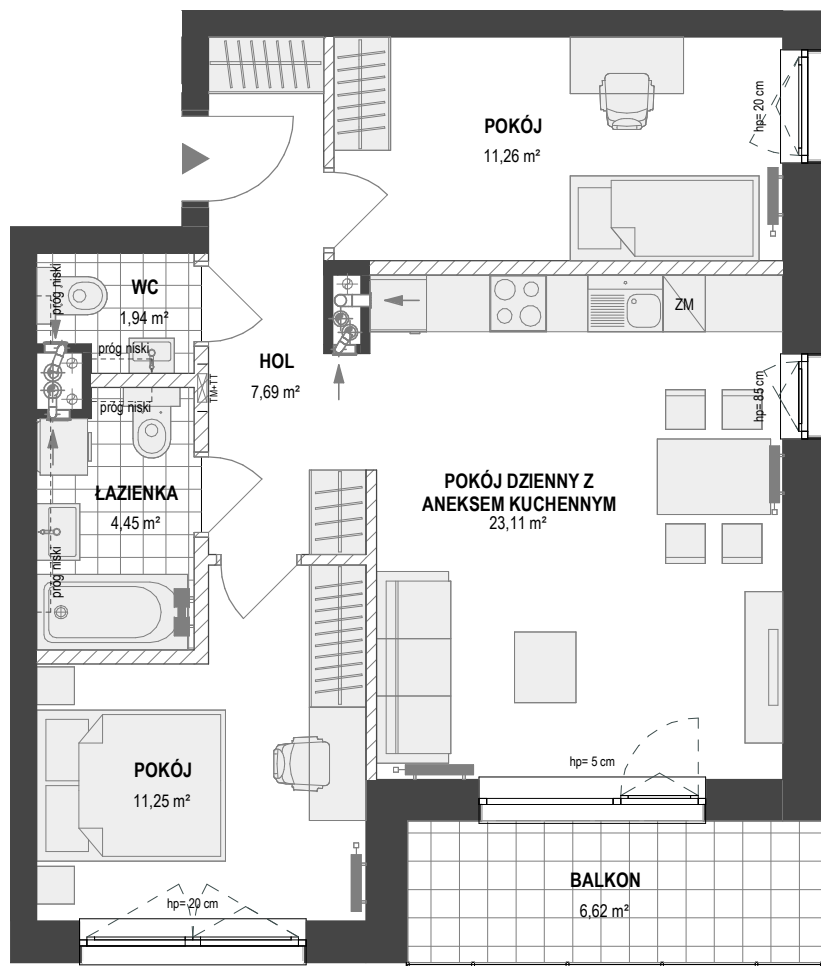 POKÓJ
11,26 m²
hp= 20 cm
WC
1,94 m²
próg niski
próg niski
próg niski
ZM
HOL
7,69 m²
TM+TT
hp= 85 cm
POKÓJ DZIENNY Z
ANEKSEM KUCHENNYM
23,11 m²
ŁAZIENKA
4,45 m²
próg niski
POKÓJ
11,25 m²
hp= 5 cm
hp= 20 cm
BALKON
6,62 m²